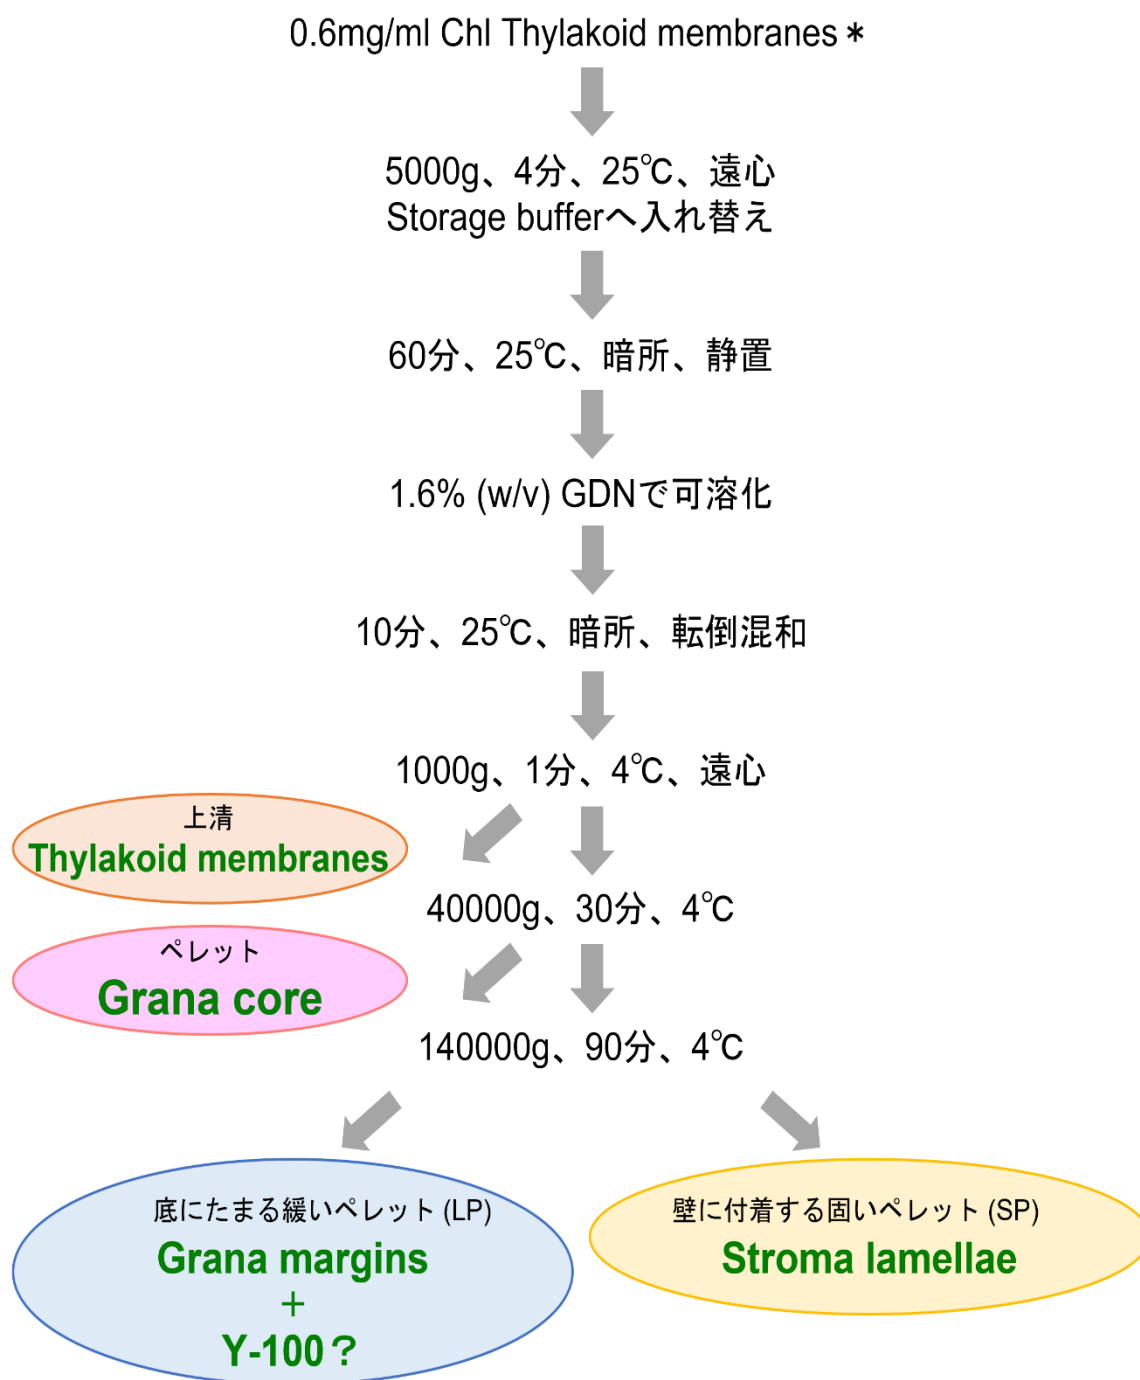 0.6mg/ml Chl Thylakoid membranes＊
5000g、4分、25℃、遠心
Storage bufferへ入れ替え
60分、25℃、暗所、静置
1.6% (w/v) GDNで可溶化
10分、25℃、暗所、転倒混和
1000g、1分、4℃、遠心
上清
Thylakoid membranes
40000g、30分、4℃
ペレット
Grana core
140000g、90分、4℃
底にたまる緩いペレット (LP)
Grana margins
+
Y-100？
壁に付着する固いペレット (SP)
Stroma lamellae